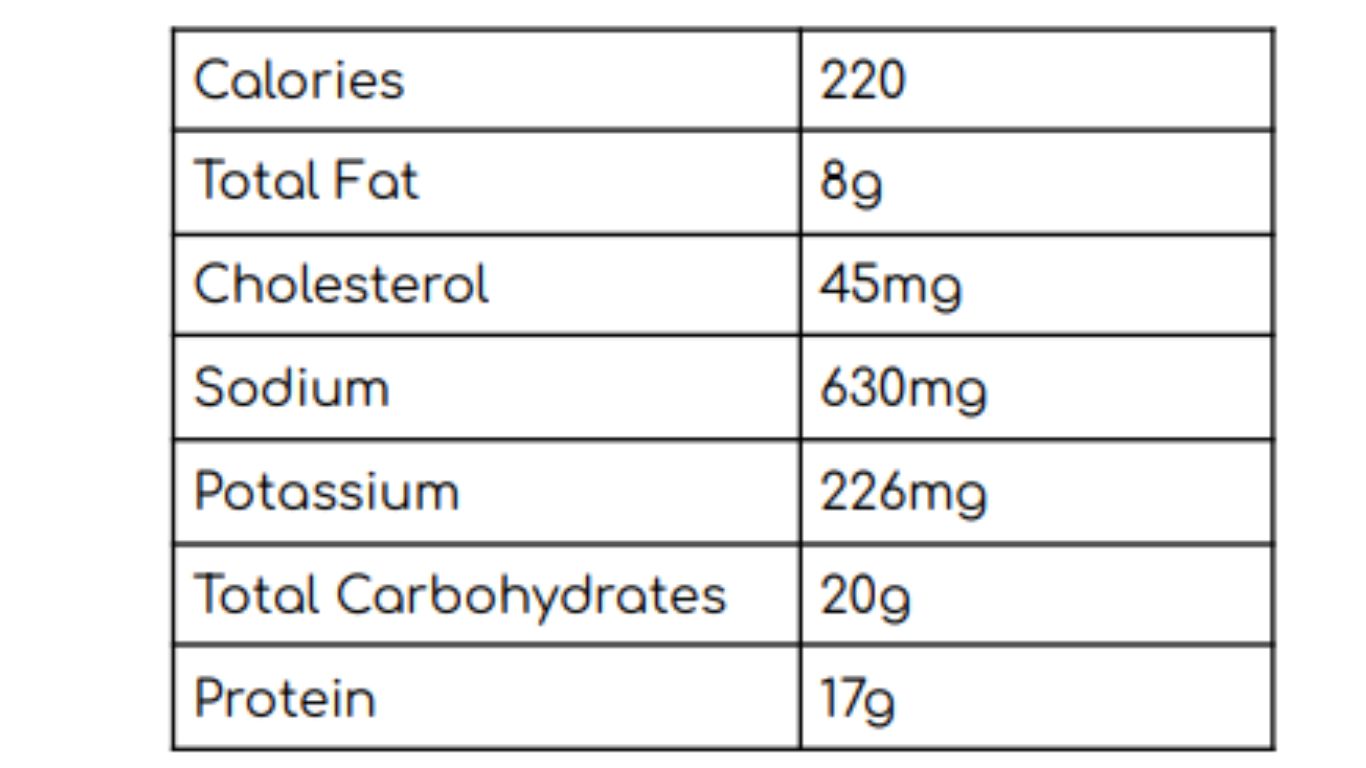 Calories 220
Total Fat 8g
Cholesterol 45mg
Sodium 630mg
Potassium 226mg
Total Carbohydrates 20g
Protein 17g